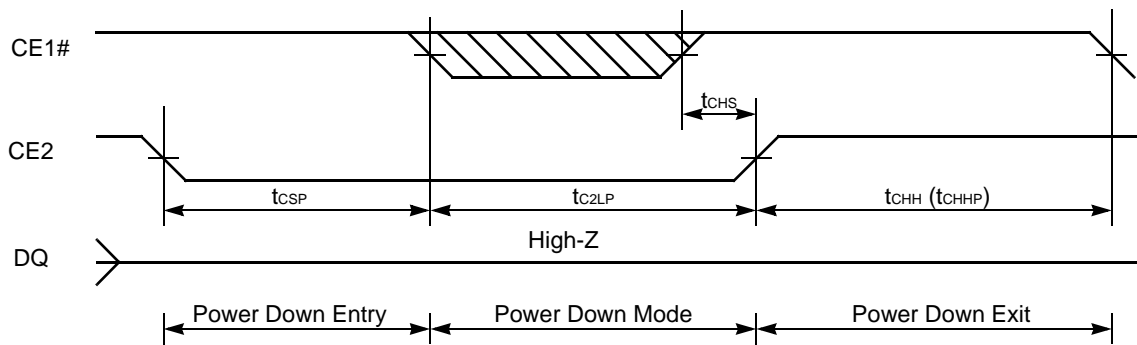 CE1#
tCHS
CE2
tCSP
tC2LP
tCHH (tCHHP)
High-Z
DQ
Power Down Entry
Power Down Mode
Power Down Exit